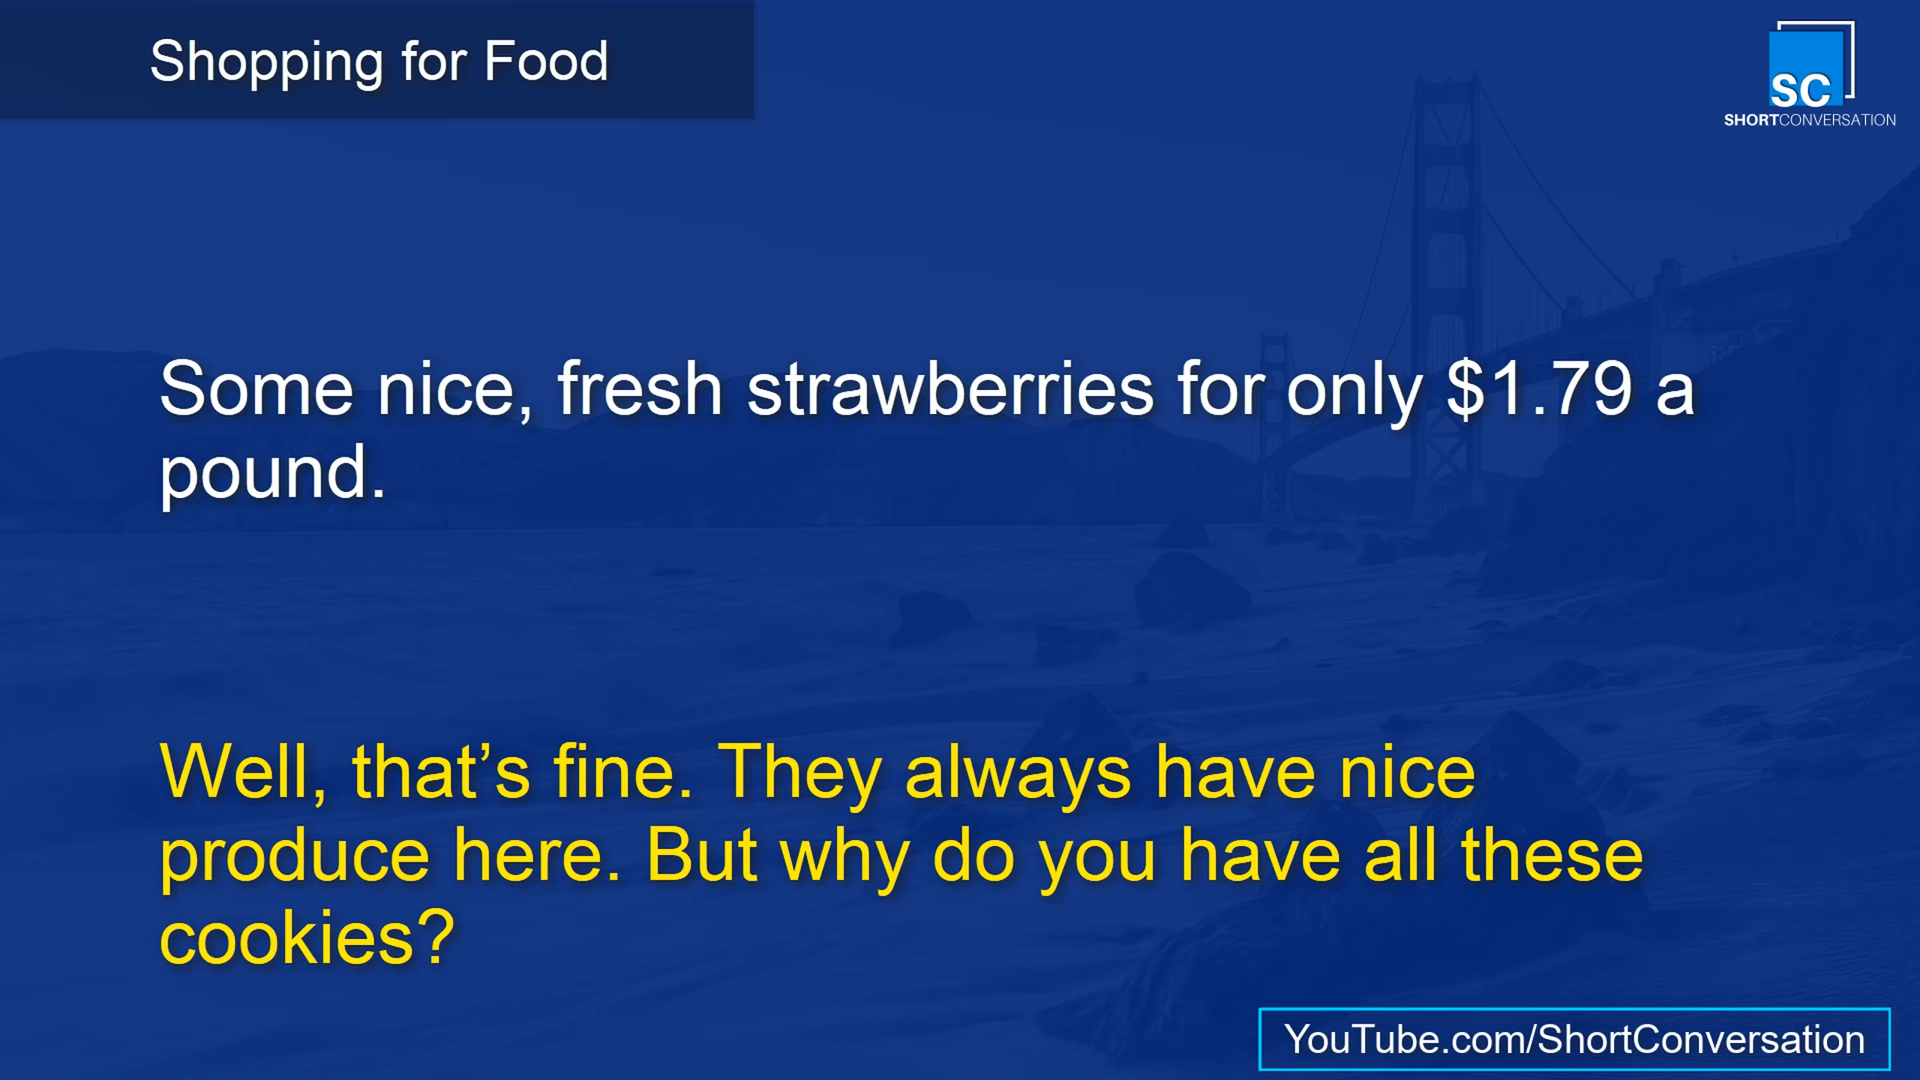 Shopping for Food
SC
SHORTCONVERSATION
Some nice, fresh strawberries for only $1.79 a
pound.
Well, that’s fine. They always have nice
produce here. But why do you have all these
cookies?
YouTube.com/ShortConversation